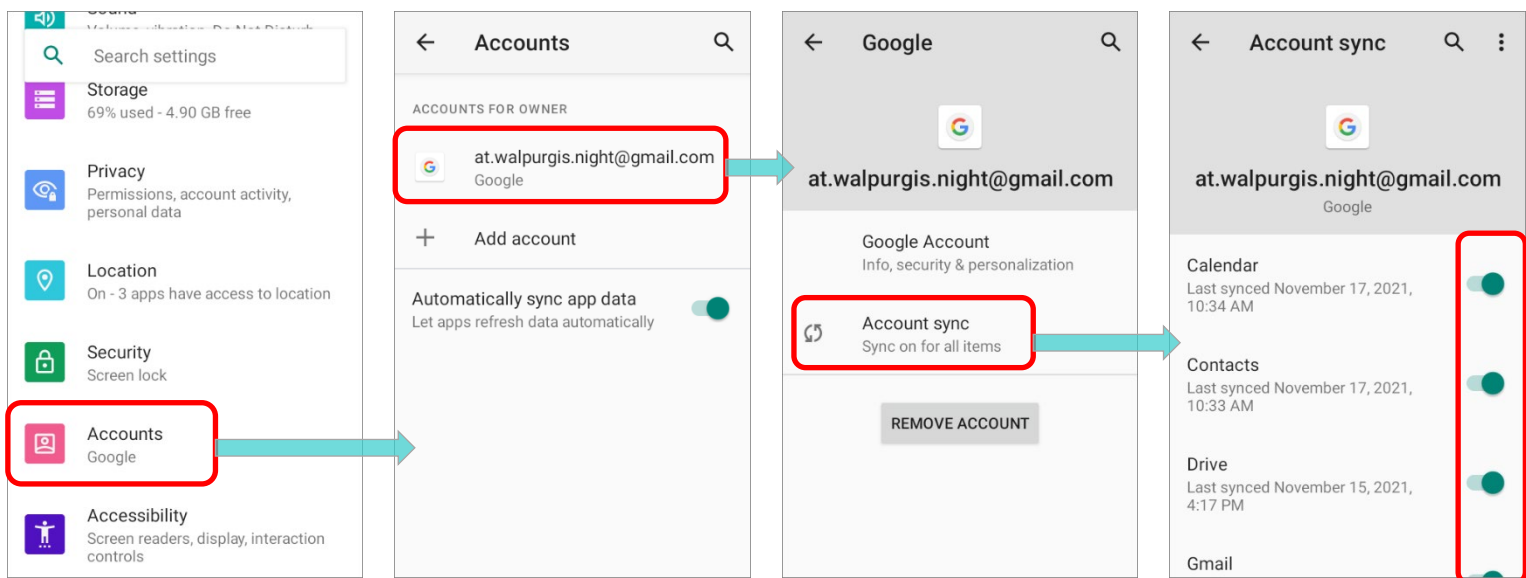 Search settings
Storage
69% used - 4.90 GB free
Privacy
Permissions, account activity,
personal data
Location
On - 3 apps have access to location
Security
Screen lock
Accounts
Google
Accessibility
Screen readers, display, interaction
controls
Accounts
ACCOUNTS FOR OWNER
at.walpurgis.night@gmail.com
Google
Add account
Automatically sync app data
Let apps refresh data automatically
Google
at.walpurgis.night@gmail.com
Google Account
Info, security & personalization
Account sync
Sync on for all items
REMOVE ACCOUNT
Account sync
at.walpurgis.night@gmail.com
Google
Calendar
Last synced November 17, 2021,
10:34 AM
Contacts
Last synced November 17, 2021,
10:33 AM
Drive
Last synced November 15, 2021,
4:17 PM
Gmail